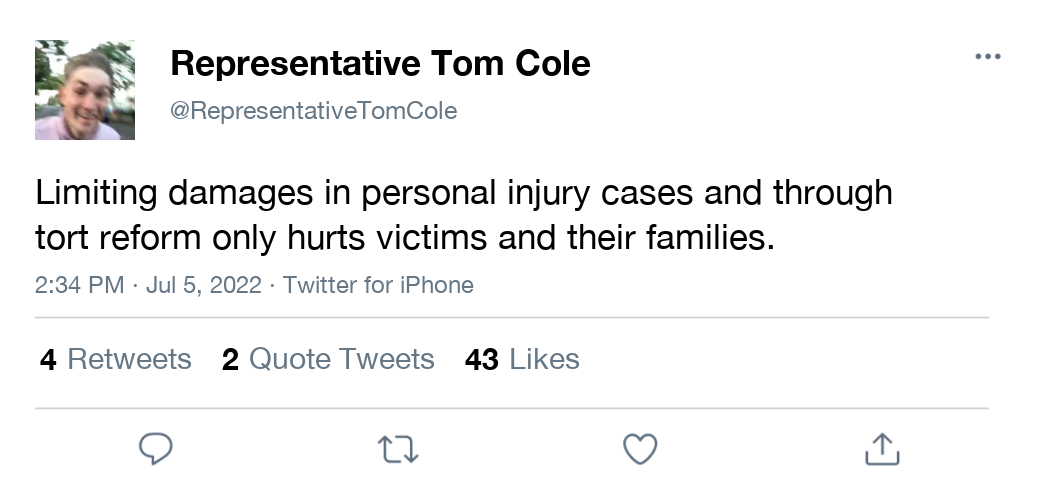 Representative Tom Cole
@RepresentativeTomCole
Limiting damages in personal injury cases and through
tort reform only hurts victims and their families.
2:34 PM · Jul 5, 2022 · Twitter for iPhone
4 Retweets 2 Quote Tweets 43 Likes